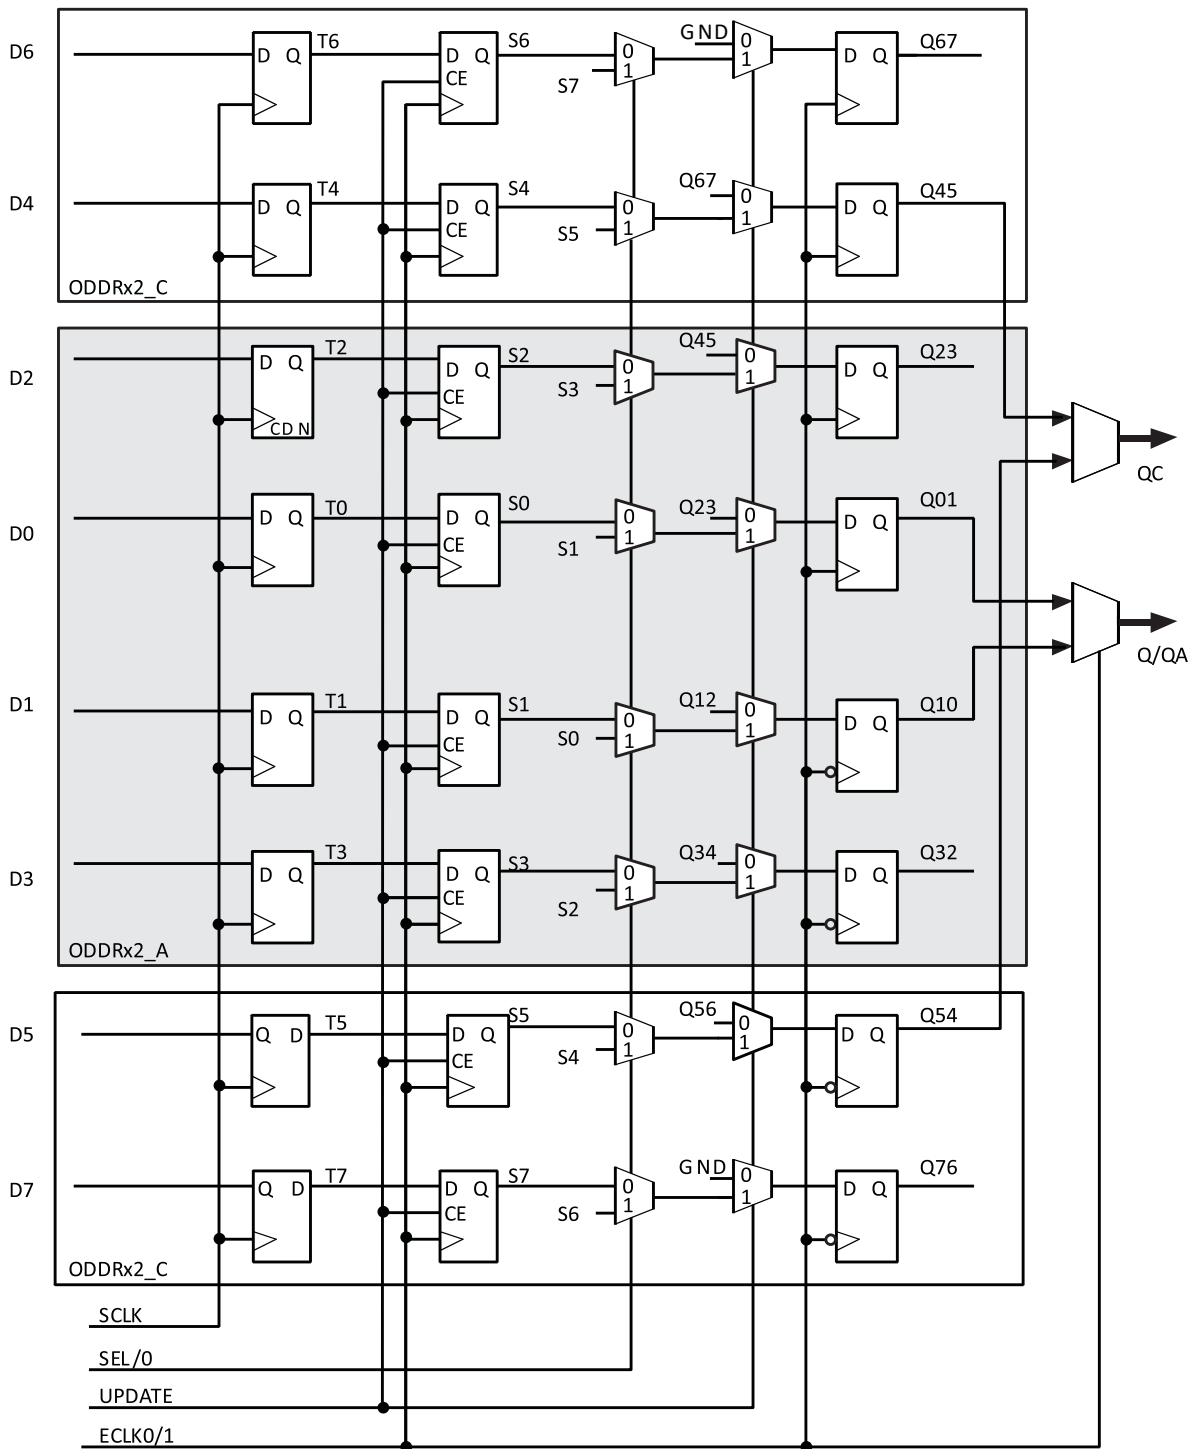 D6 D Q T6 D Q CE S6 0 1 S7 GND 0 1 D Q Q67
D4 D Q T4 D Q CE S4 0 1 S5 Q67 0 1 D Q Q45
ODDRx2_C
D2 D Q CDN T2 D Q CE S2 0 1 S3 Q45 0 1 D Q Q23
QC
D0 D Q T0 D Q CE S0 0 1 S1 Q23 0 1 D Q Q01
Q/QA
D1 D Q T1 D Q CE S1 0 1 S0 Q12 0 1 D Q Q10
D3 D Q T3 D Q CE S3 0 1 S2 Q34 0 1 D Q Q32
ODDRx2_A
D5 Q D T5 D Q CE S5 0 1 S4 Q56 0 1 D Q Q54
D7 Q D T7 D Q CE S7 0 1 S6 GND 0 1 D Q Q76
ODDRx2_C
SCLK
SEL/0
UPDATE
ECLK0/1